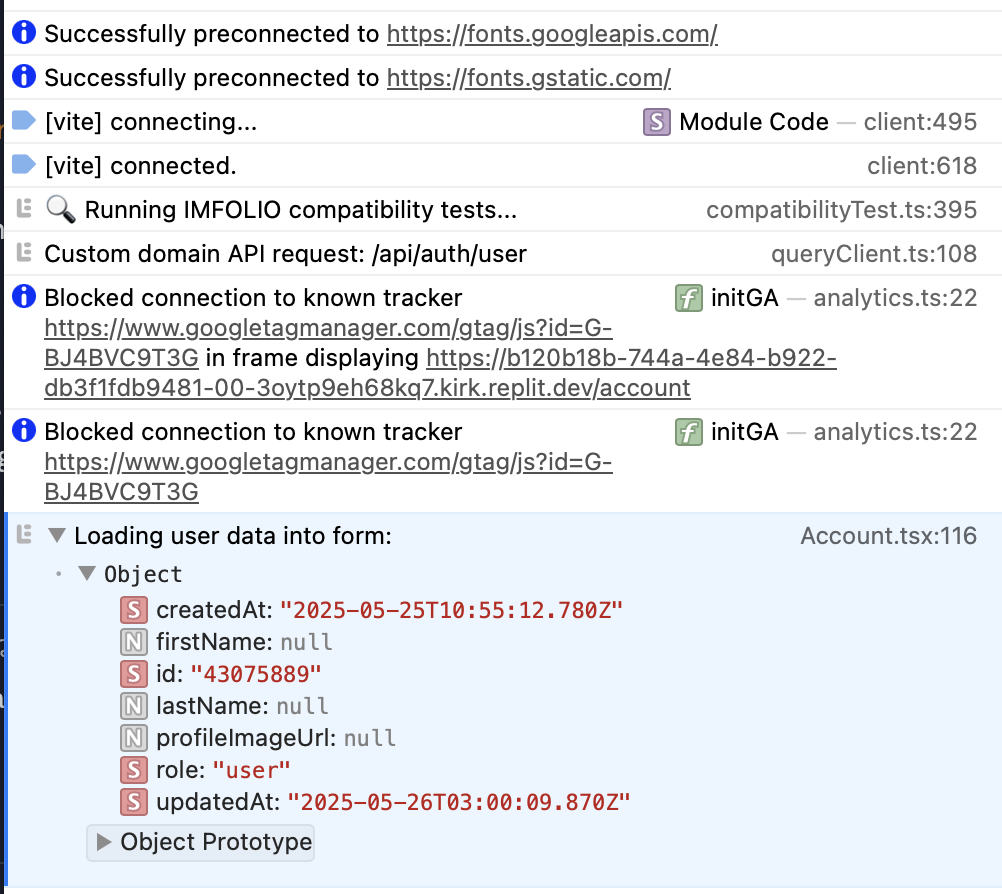 Successfully preconnected to https://fonts.googleapis.com/
Successfully preconnected to https://fonts.gstatic.com/
[vite] connecting... S Module Code — client:495
[vite] connected. client:618
🔍 Running IMFOLIO compatibility tests... compatibilityTest.ts:395
Custom domain API request: /api/auth/user queryClient.ts:108
Blocked connection to known tracker f initGA — analytics.ts:22
https://www.googletagmanager.com/gtag/js?id=G-
BJ4BVC9T3G in frame displaying https://b120b18b-744a-4e84-b922-
db3f1fdb9481-00-3oytp9eh68kq7.kirk.replit.dev/account
Blocked connection to known tracker f initGA — analytics.ts:22
https://www.googletagmanager.com/gtag/js?id=G-
BJ4BVC9T3G
Loading user data into form: Account.tsx:116
Object
S createdAt: "2025-05-25T10:55:12.780Z"
N firstName: null
S id: "43075889"
N lastName: null
N profileImageUrl: null
S role: "user"
S updatedAt: "2025-05-26T03:00:09.870Z"
Object Prototype